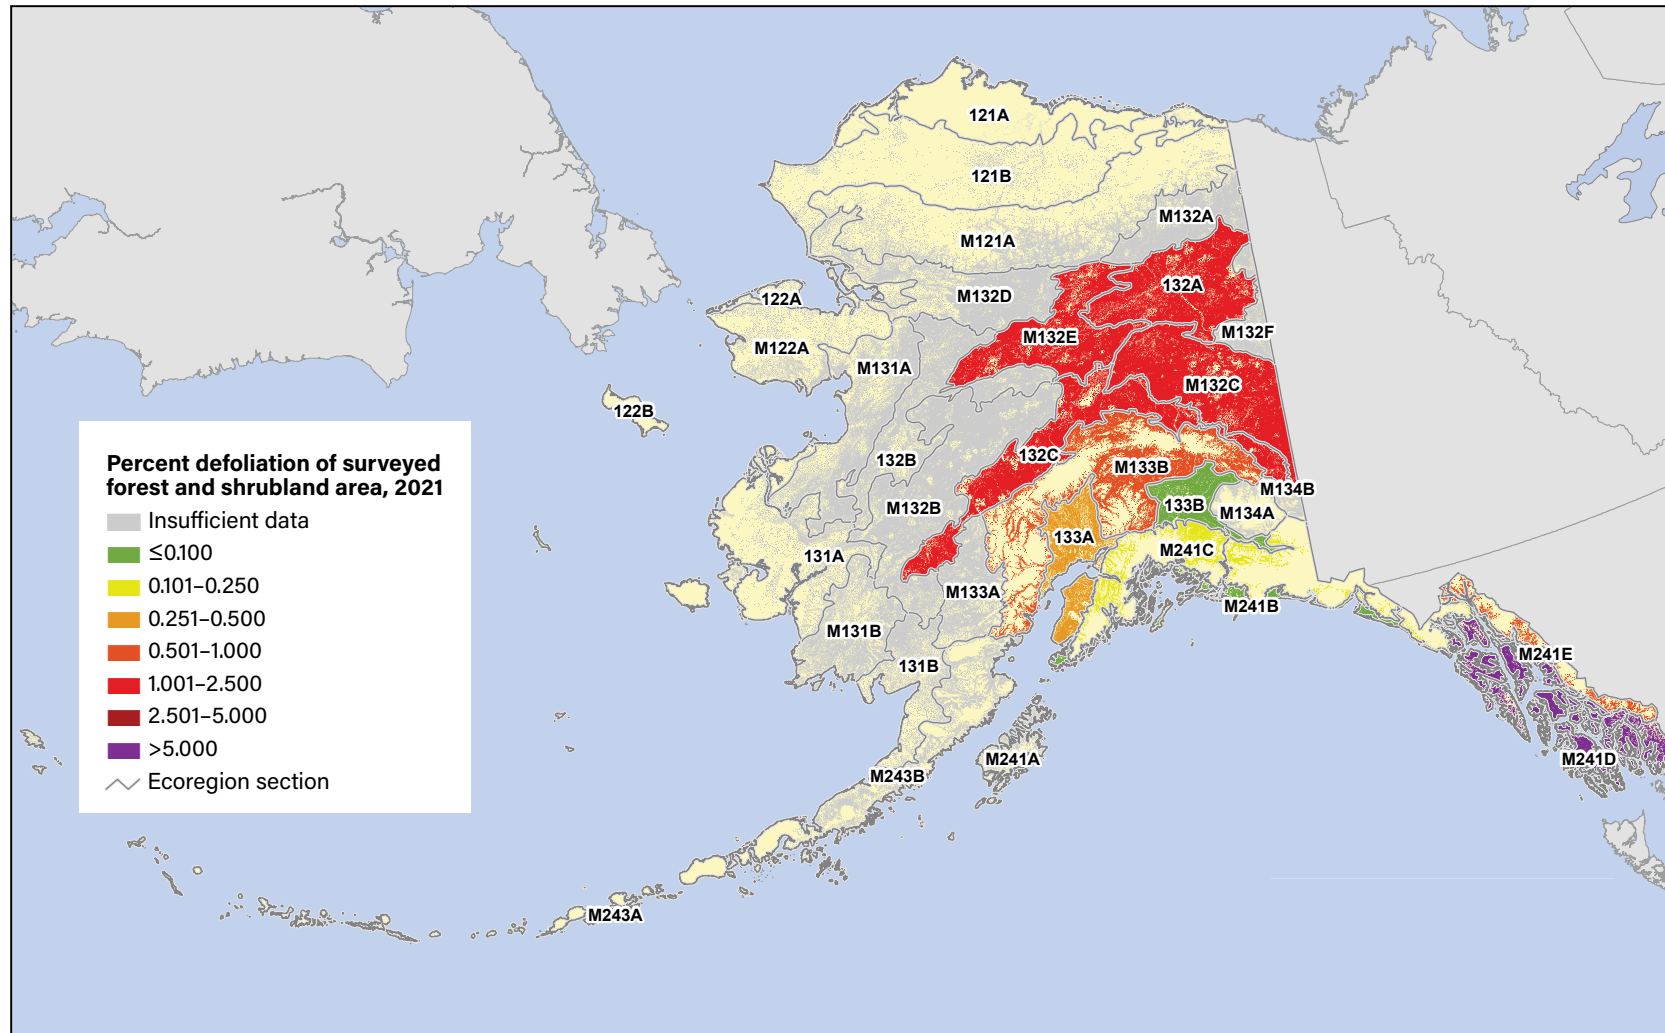 121A
121B
M132A
M121A
132A
M132D
122A
M132F
M132E
M122A
M131A
M132C
122B
Percent defoliation of surveyed
forest and shrubland area, 2021
Insufficient data
≤0.100
0.101–0.250
0.251–0.500
0.501–1.000
1.001–2.500
2.501–5.000
>5.000
Ecoregion section
132B
132C
M133B
M134B
M132B
133B
M134A
133A
131A
M241C
M133A
M241B
M131B
131B
M241E
M241A
M241D
M243B
M243A